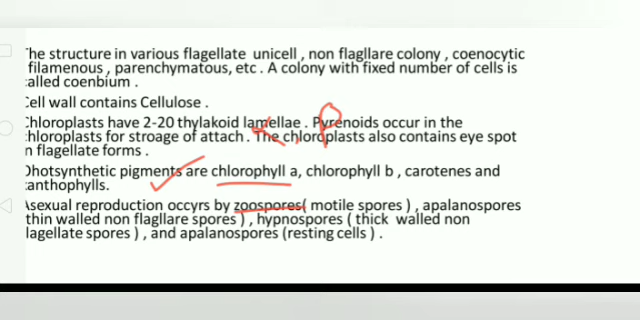 he structure in various flagellate unicell , non flagllare colony , coenocytic
filamenous , parenchymatous, etc . A colony with fixed number of cells is
alled coenbium .
Cell wall contains Cellulose .
Chloroplasts have 2-20 thylakoid lamellae . Pyrenoids occur in the
hloroplasts for stroage of attach . The chloroplasts also contains eye spot
n flagellate forms .
Photsynthetic pigments are chlorophyll a, chlorophyll b , carotenes and
xanthophylls.
Asexual reproduction occyrs by zoospores( motile spores ) , apalanospores
thin walled non flagllare spores ) , hypnospores ( thick walled non
lagellate spores ) , and apalanospores (resting cells ) .